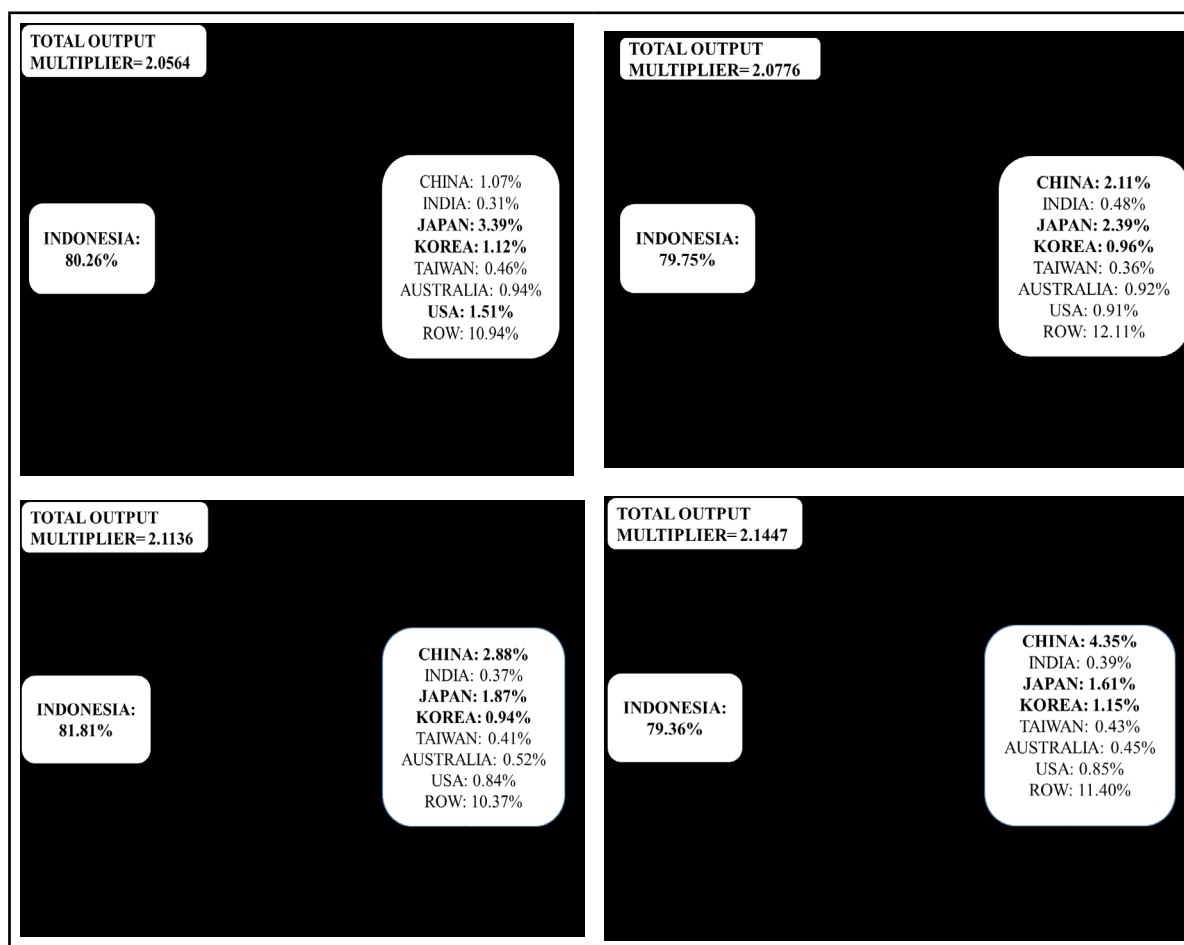 TOTAL OUTPUT
MULTIPLIER= 2.0564
INDONESIA:
80.26%
CHINA: 1.07%
INDIA: 0.31%
JAPAN: 3.39%
KOREA: 1.12%
TAIWAN: 0.46%
AUSTRALIA: 0.94%
USA: 1.51%
ROW: 10.94%
TOTAL OUTPUT
MULTIPLIER= 2.0776
INDONESIA:
79.75%
CHINA: 2.11%
INDIA: 0.48%
JAPAN: 2.39%
KOREA: 0.96%
TAIWAN: 0.36%
AUSTRALIA: 0.92%
USA: 0.91%
ROW: 12.11%
TOTAL OUTPUT
MULTIPLIER= 2.1136
INDONESIA:
81.81%
CHINA: 2.88%
INDIA: 0.37%
JAPAN: 1.87%
KOREA: 0.94%
TAIWAN: 0.41%
AUSTRALIA: 0.52%
USA: 0.84%
ROW: 10.37%
TOTAL OUTPUT
MULTIPLIER= 2.1447
INDONESIA:
79.36%
CHINA: 4.35%
INDIA: 0.39%
JAPAN: 1.61%
KOREA: 1.15%
TAIWAN: 0.43%
AUSTRALIA: 0.45%
USA: 0.85%
ROW: 11.40%